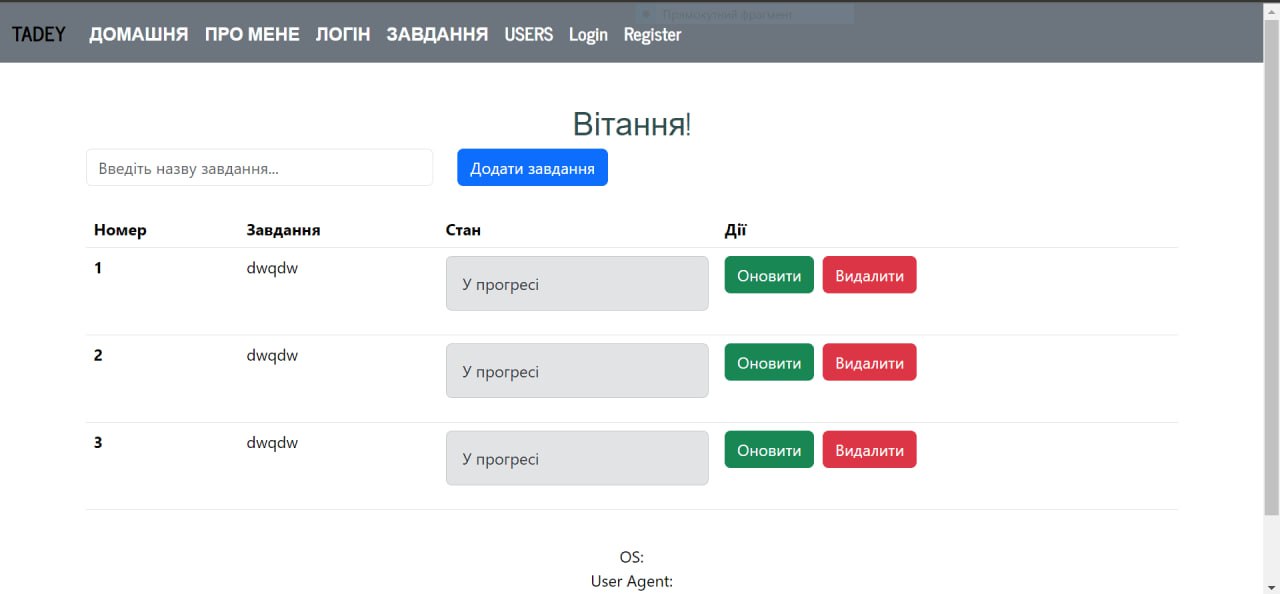 Прямокутний фрагмент
TADEY ДОМАШНЯ ПРО МЕНЕ ЛОГІН ЗАВДАННЯ USERS Login Register
Вітання!
Введіть назву завдання... Додати завдання
Номер Завдання Стан Дії
1 dwqdw У прогресі Оновити Видалити
2 dwqdw У прогресі Оновити Видалити
3 dwqdw У прогресі Оновити Видалити
OS:
User Agent: